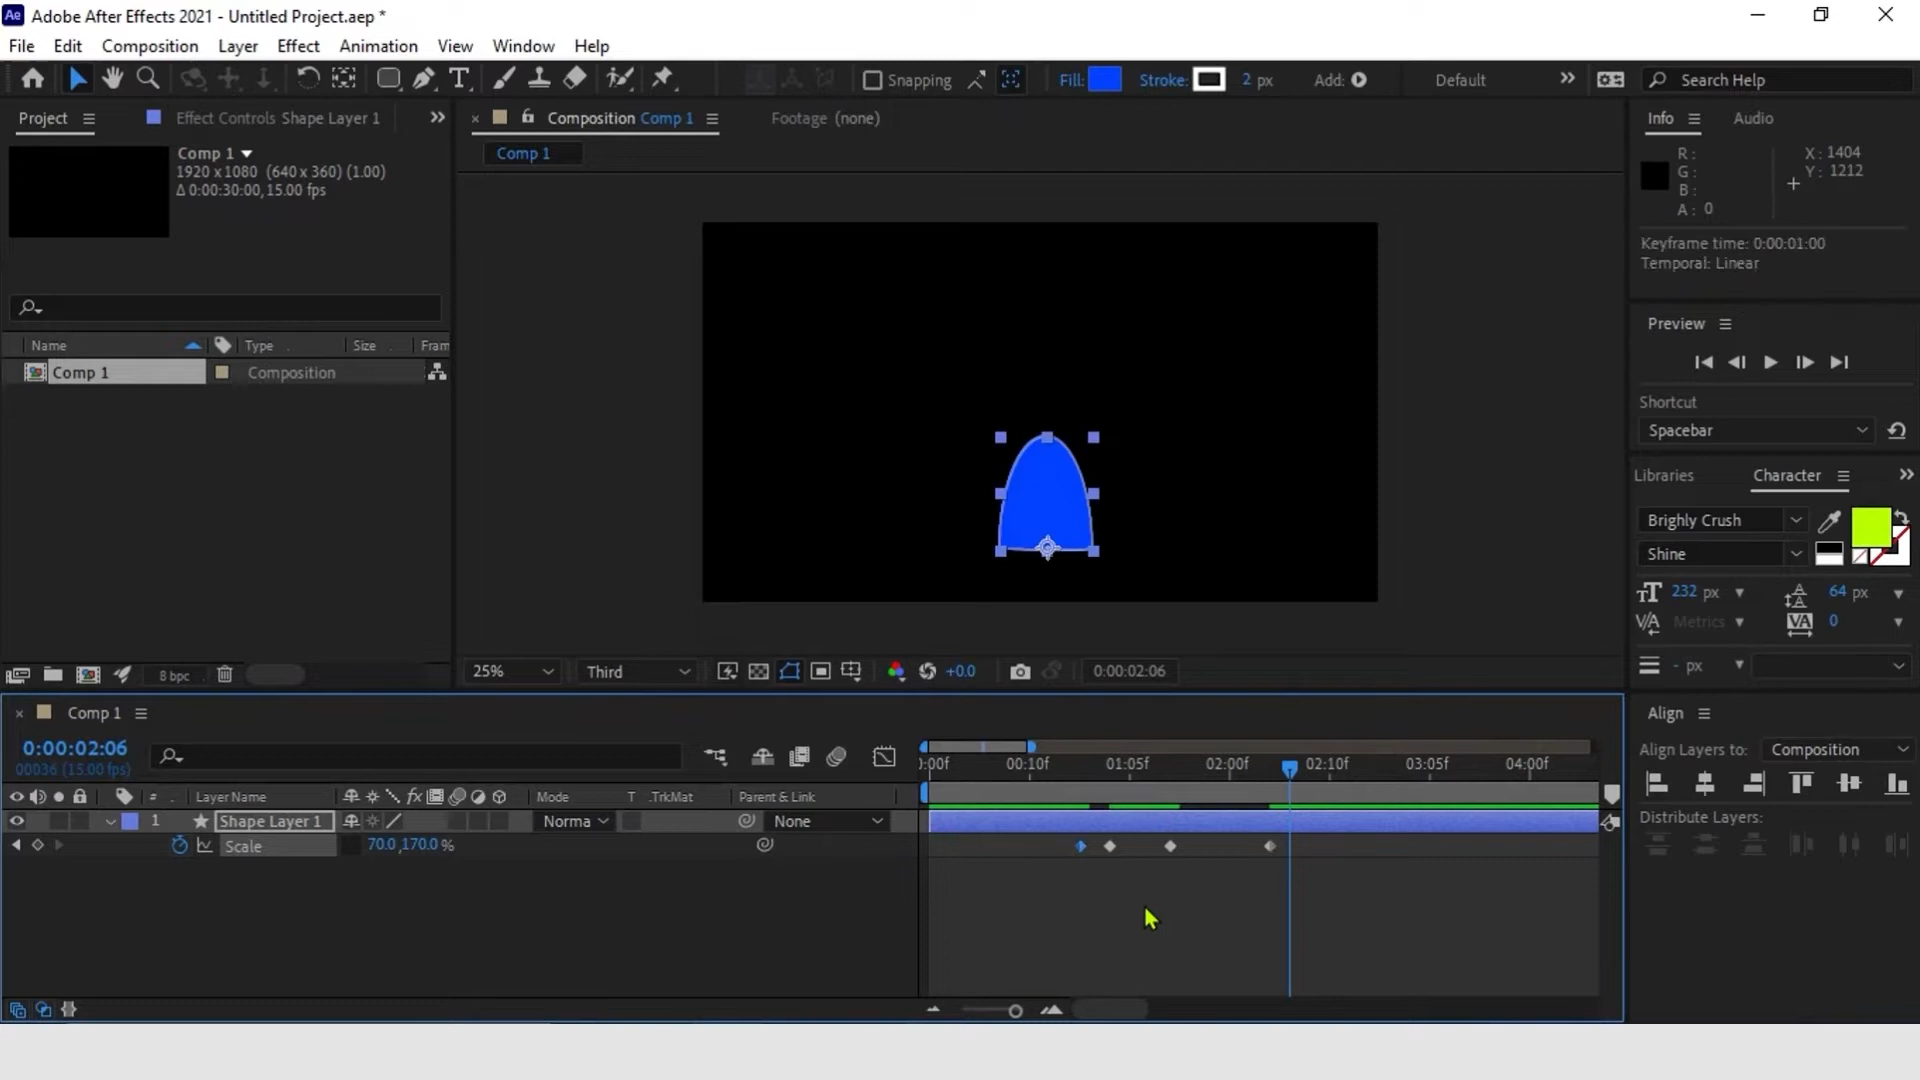 Ae Adobe After Effects 2021 - Untitled Project.aep *
File Edit Composition Layer Effect Animation View Window Help
Snapping Fill: Stroke: 2 px Add: Default Search Help
Project Effect Controls Shape Layer 1 Composition Comp 1 Footage (none) Info Audio
Comp 1
1920 x 1080 (640 x 360) (1.00)
Δ 0:00:30:00, 15.00 fps
Comp 1
R:
G:
B:
A: 0
X: 1404
Y: 1212
Keyframe time: 0:00:01:00
Temporal: Linear
Preview
Shortcut
Spacebar
Name Type Size Fram
Comp 1 Composition
Libraries Character
Brighly Crush
Shine
232 px 64 px
Metrics 0
- px
8 bpc 25% Third +0.0 0:00:02:06
Comp 1
0:00:02:06
00036 (15.00 fps)
:00f 00:10f 01:05f 02:00f 02:10f 03:05f 04:00f
# Layer Name fx Mode T .TrkMat Parent & Link
1 Shape Layer 1 Norma None
Scale 70.0,170.0 %
Align
Align Layers to: Composition
Distribute Layers: